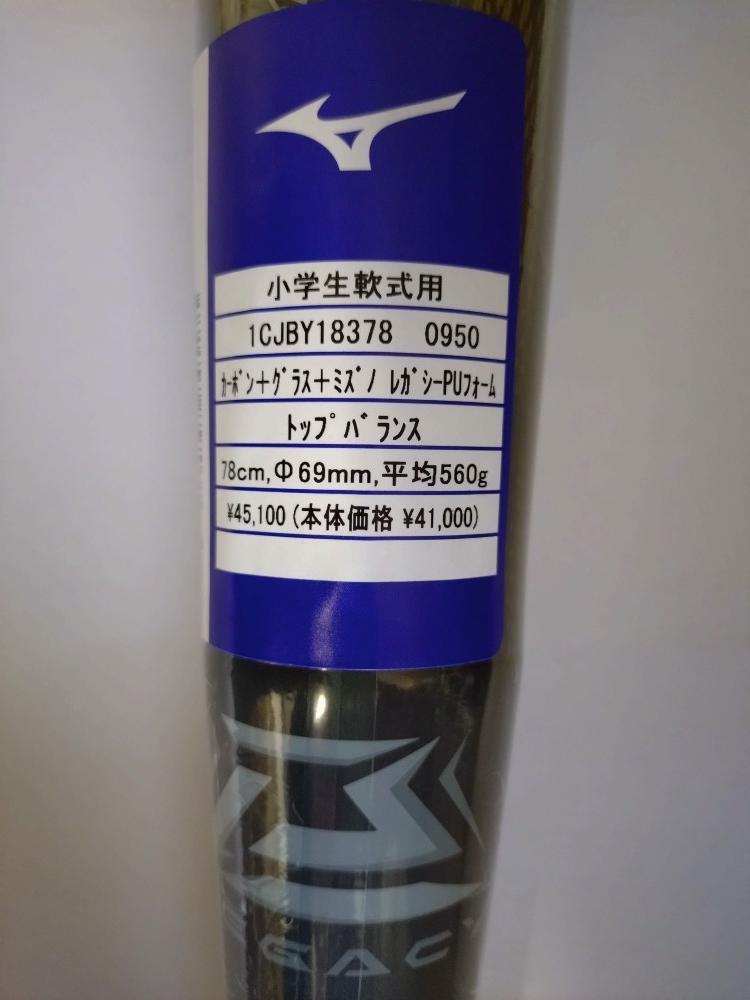 小学生軟式用
1CJBY18378 0950
ｶｰﾎﾞﾝ+ｸﾞﾗｽ+ﾐｽﾞﾉ ﾚｶﾞｼｰPUﾌｫｰﾑ
ﾄｯﾌﾟﾊﾞﾗﾝｽ
78cm,Φ69mm,平均560g
¥45,100 (本体価格 ¥41,000)
EGACY